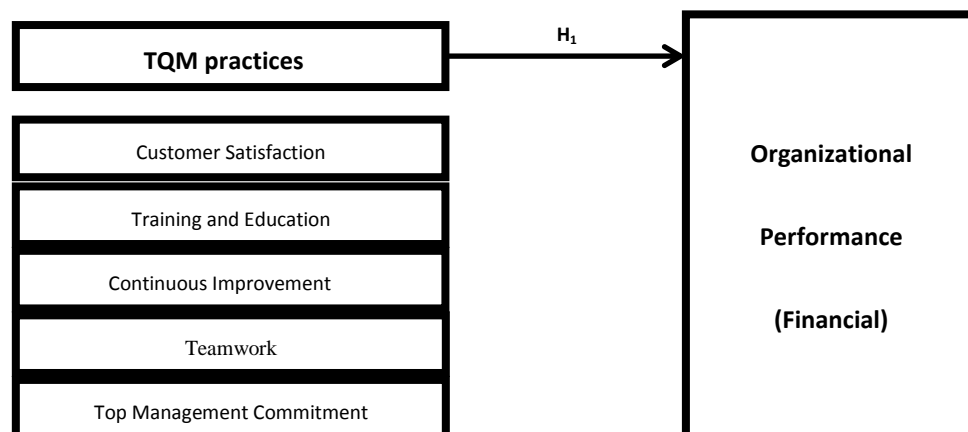 H₁
TQM practices
Customer Satisfaction
Training and Education
Continuous Improvement
Teamwork
Top Management Commitment
Organizational
Performance
(Financial)